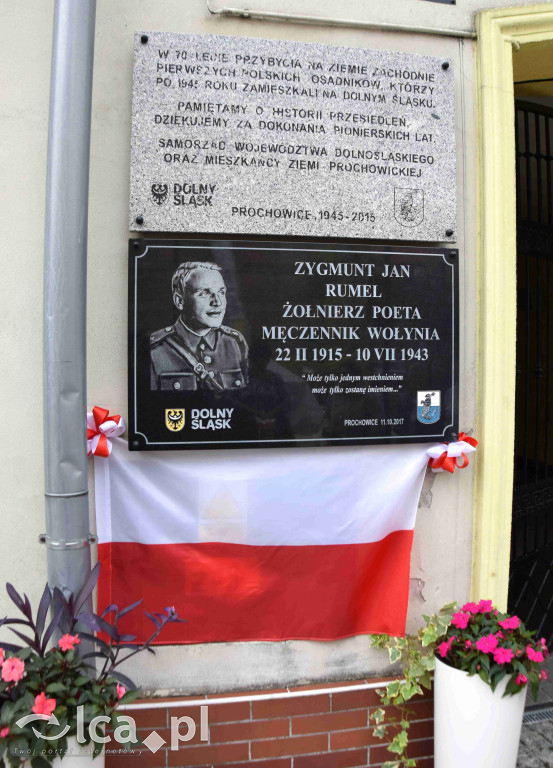 W 70-LECIE PRZYBYCIA NA ZIEMIE ZACHODNIE
PIERWSZYCH POLSKICH OSADNIKÓW, KTÓRZY
PO 1945 ROKU ZAMIESZKALI NA DOLNYM ŚLĄSKU.
PAMIĘTAMY O HISTORII PRZESIEDLEŃ,
DZIĘKUJEMY ZA DOKONANIA PIONIERSKICH LAT.
SAMORZĄD WOJEWÓDZTWA DOLNOŚLĄSKIEGO
ORAZ MIESZKAŃCY ZIEMI PROCHOWICKIEJ
DOLNY
ŚLĄSK
PROCHOWICE, 1945-2015
ZYGMUNT JAN
RUMEL
ŻOŁNIERZ POETA
MĘCZENNIK WOŁYNIA
22 II 1915 - 10 VII 1943
"Może tylko jednym westchnieniem
może tylko zostanę imieniem..."
DOLNY
ŚLĄSK
PROCHOWICE 11.10.2017
lca.pl
Twój portal internetowy